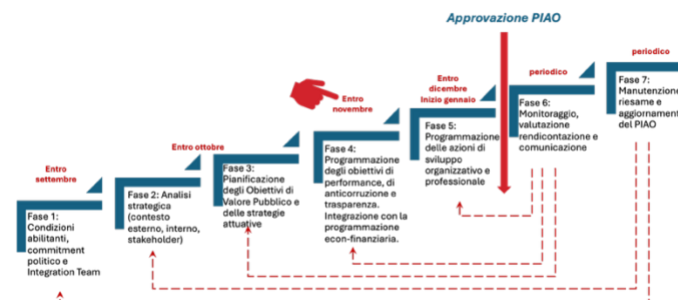 Approvazione PIAO
Entro
settembre
Fase 1:
Condizioni
abilitanti,
commitment
politico e
Integration Team
Entro ottobre
Fase 2: Analisi
strategica
(contesto
esterno, interno,
stakeholder)
Fase 3:
Pianificazione
degli Obiettivi di
Valore Pubblico e
delle strategie
attuative
Entro
novembre
Fase 4:
Programmazione
degli obiettivi di
performance, di
anticorruzione e
trasparenza.
Integrazione con la
programmazione
econ-finanziaria.
Entro
dicembre
Inizio gennaio
Fase 5:
Programmazione
delle azioni di
sviluppo
organizzativo e
professionale
periodico
Fase 6:
Monitoraggio,
valutazione
rendicontazione e
comunicazione
periodico
Fase 7:
Manutenzione
riesame e
aggiornamento
del PIAO